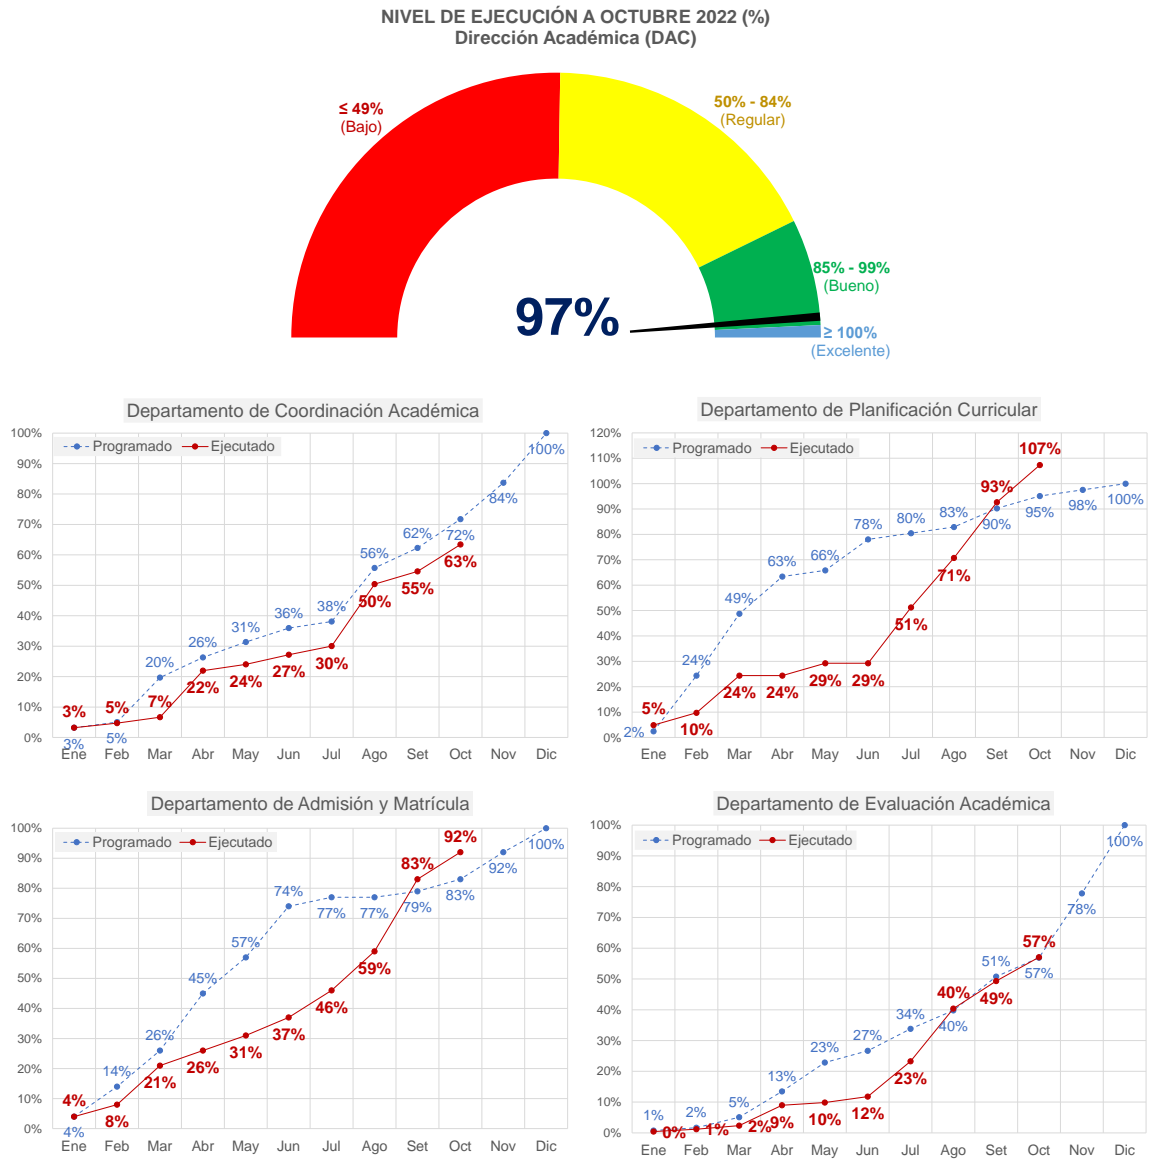 NIVEL DE EJECUCIÓN A OCTUBRE 2022 (%)
Dirección Académica (DAC)
≤ 49%
(Bajo)
50% - 84%
(Regular)
85% - 99%
(Bueno)
≥ 100%
(Excelente)
97%
Departamento de Coordinación Académica
Programado Ejecutado
100%
90%
80%
70%
60%
50%
40%
30%
20%
10%
0%
3% 5% 20% 26% 31% 36% 38% 56% 62% 72% 84% 100%
3% 5% 7% 22% 24% 27% 30% 50% 55% 63%
Ene Feb Mar Abr May Jun Jul Ago Set Oct Nov Dic
Departamento de Planificación Curricular
Programado Ejecutado
120%
110%
100%
90%
80%
70%
60%
50%
40%
30%
20%
10%
0%
2% 24% 49% 63% 66% 78% 80% 83% 90% 95% 98% 100%
5% 10% 24% 24% 29% 29% 51% 71% 93% 107%
Ene Feb Mar Abr May Jun Jul Ago Set Oct Nov Dic
Departamento de Admisión y Matrícula
Programado Ejecutado
100%
90%
80%
70%
60%
50%
40%
30%
20%
10%
0%
4% 14% 26% 45% 57% 74% 77% 77% 79% 83% 92% 100%
4% 8% 21% 26% 31% 37% 46% 59% 83% 92%
Ene Feb Mar Abr May Jun Jul Ago Set Oct Nov Dic
Departamento de Evaluación Académica
Programado Ejecutado
100%
90%
80%
70%
60%
50%
40%
30%
20%
10%
0%
1% 2% 5% 13% 23% 27% 34% 40% 51% 57% 78% 100%
0% 1% 2% 9% 10% 12% 23% 40% 49% 57%
Ene Feb Mar Abr May Jun Jul Ago Set Oct Nov Dic